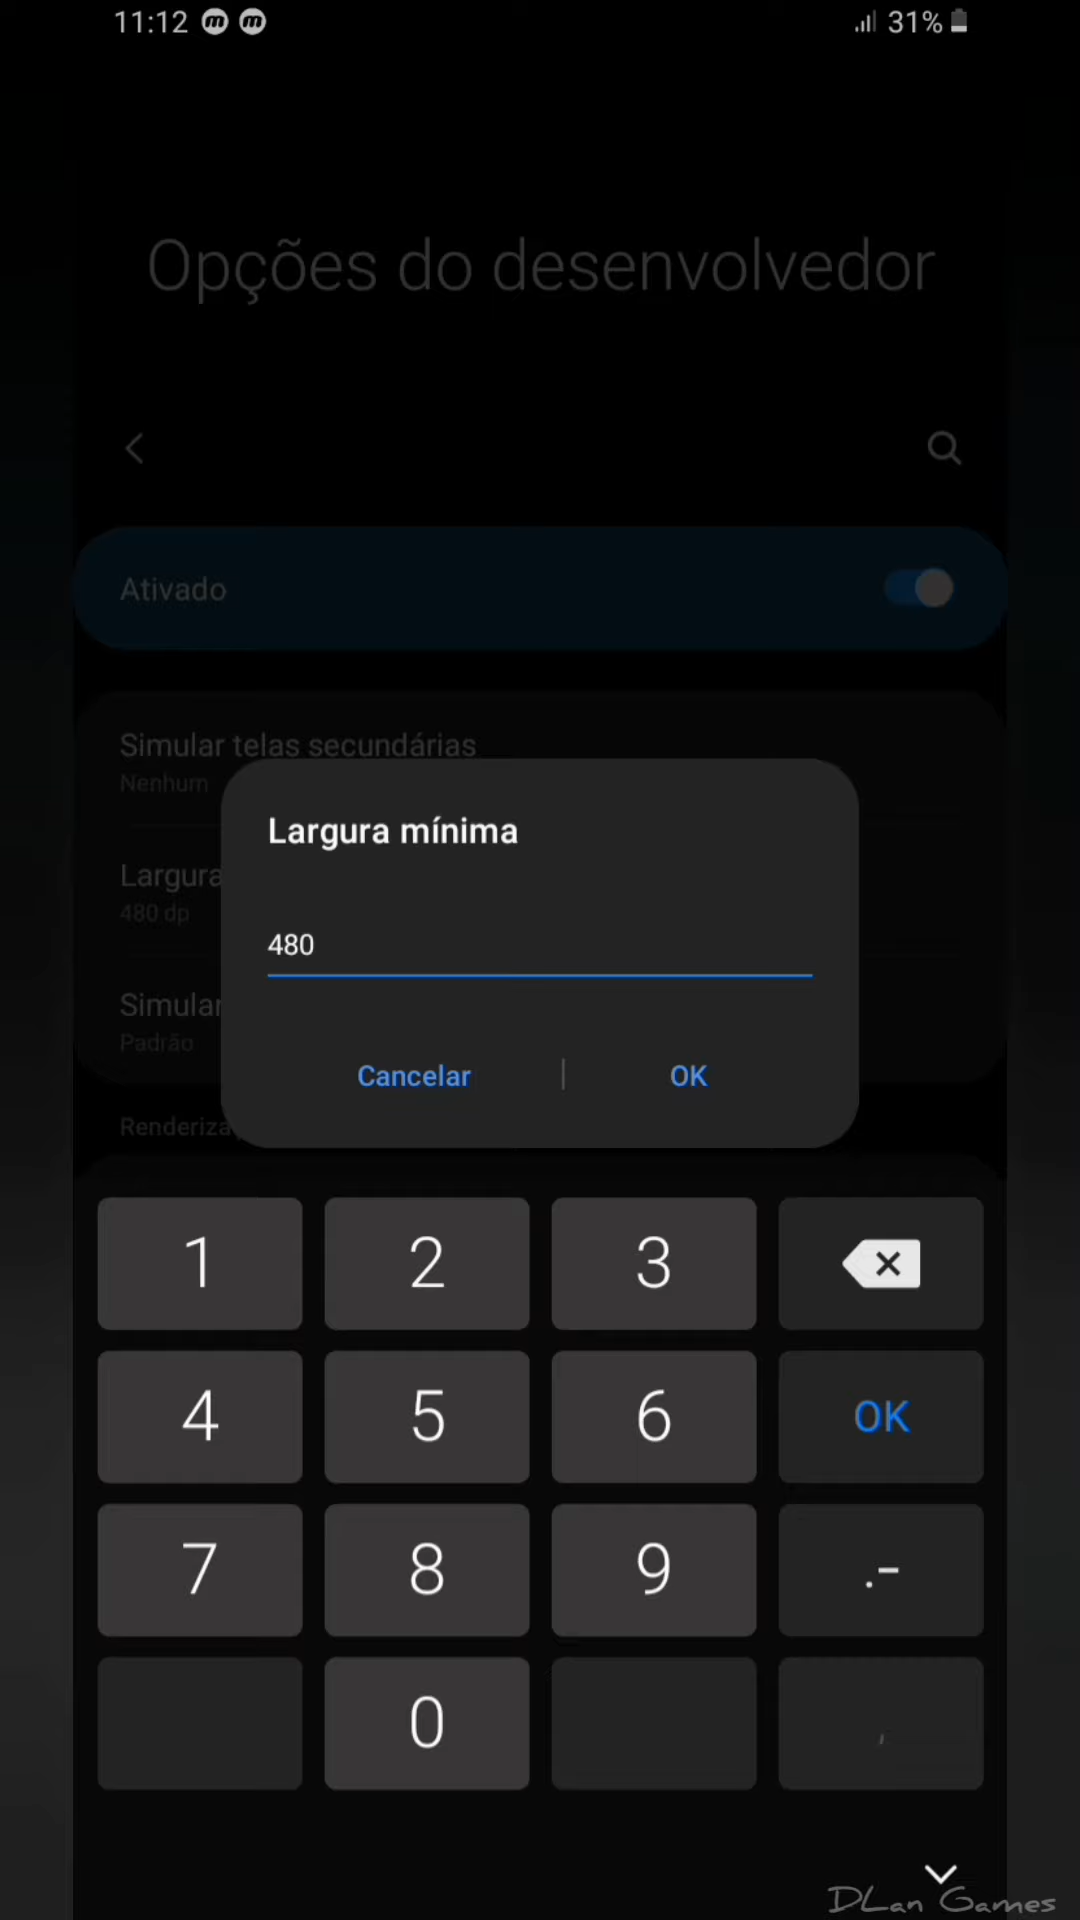 11:12 31%
Opções do desenvolvedor
Ativado
Simular telas secundárias
Nenhum
Largura
480 dp
Simular
Padrão
Renderiza
Largura mínima
480
Cancelar | OK
1 2 3
4 5 6 OK
7 8 9 .-
0 ,
DLan Games